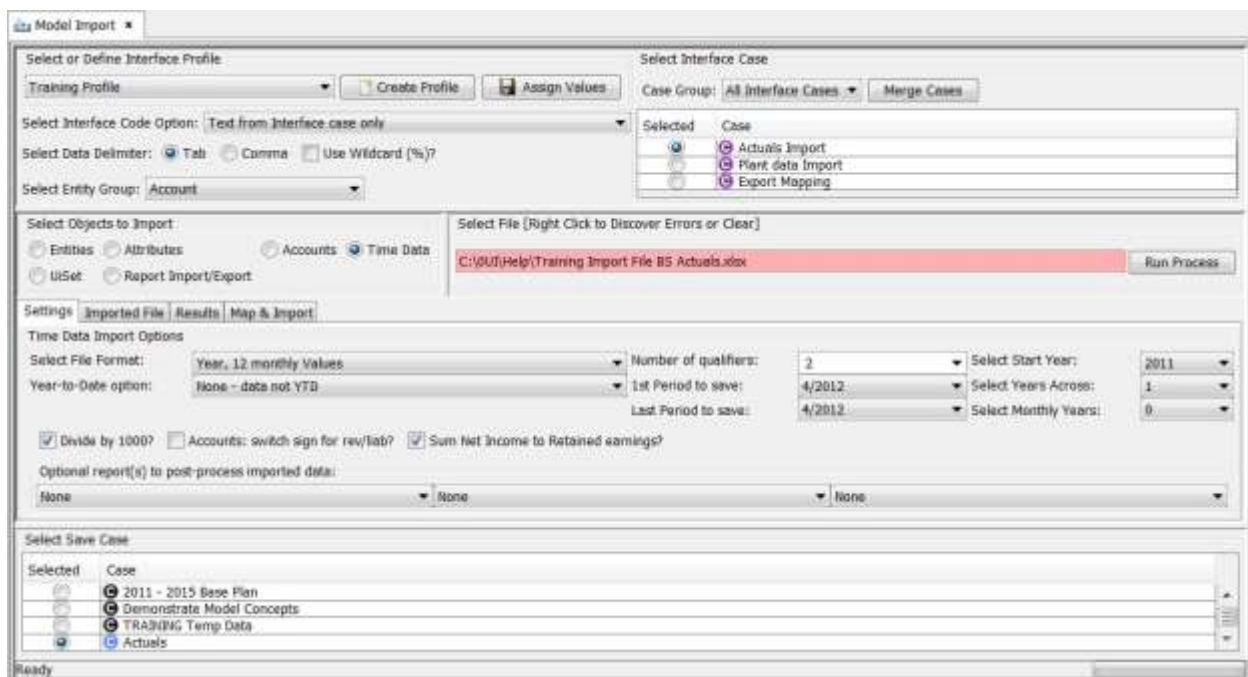 Model Import
Select or Define Interface Profile
Training Profile Create Profile Assign Values
Select Interface Code Option: Text from Interface case only
Select Data Delimiter: Tab Comma Use Wildcard (%)?
Select Entity Group: Account
Select Interface Case
Case Group: All Interface Cases Merge Cases
Selected Case
Actuals Import
Plant data Import
Export Mapping
Select Objects to Import
Entities Attributes Accounts Time Data
UiSet Report Import/Export
Select File [Right Click to Discover Errors or Clear]
C:\0UI\Help\Training Import File BS Actuals.xlsx Run Process
Settings Imported File Results Map & Import
Time Data Import Options
Select File Format: Year, 12 monthly Values Number of qualifiers: 2 Select Start Year: 2011
Year-to-Date option: None - data not YTD 1st Period to save: 4/2012 Select Years Across: 1
Last Period to save: 4/2012 Select Monthly Years: 0
Divide by 1000? Accounts: switch sign for rev/liab? Sum Net Income to Retained earnings?
Optional report(s) to post-process imported data:
None None None
Select Save Case
Selected Case
2011 - 2015 Base Plan
Demonstrate Model Concepts
TRAINING Temp Data
Actuals
Ready